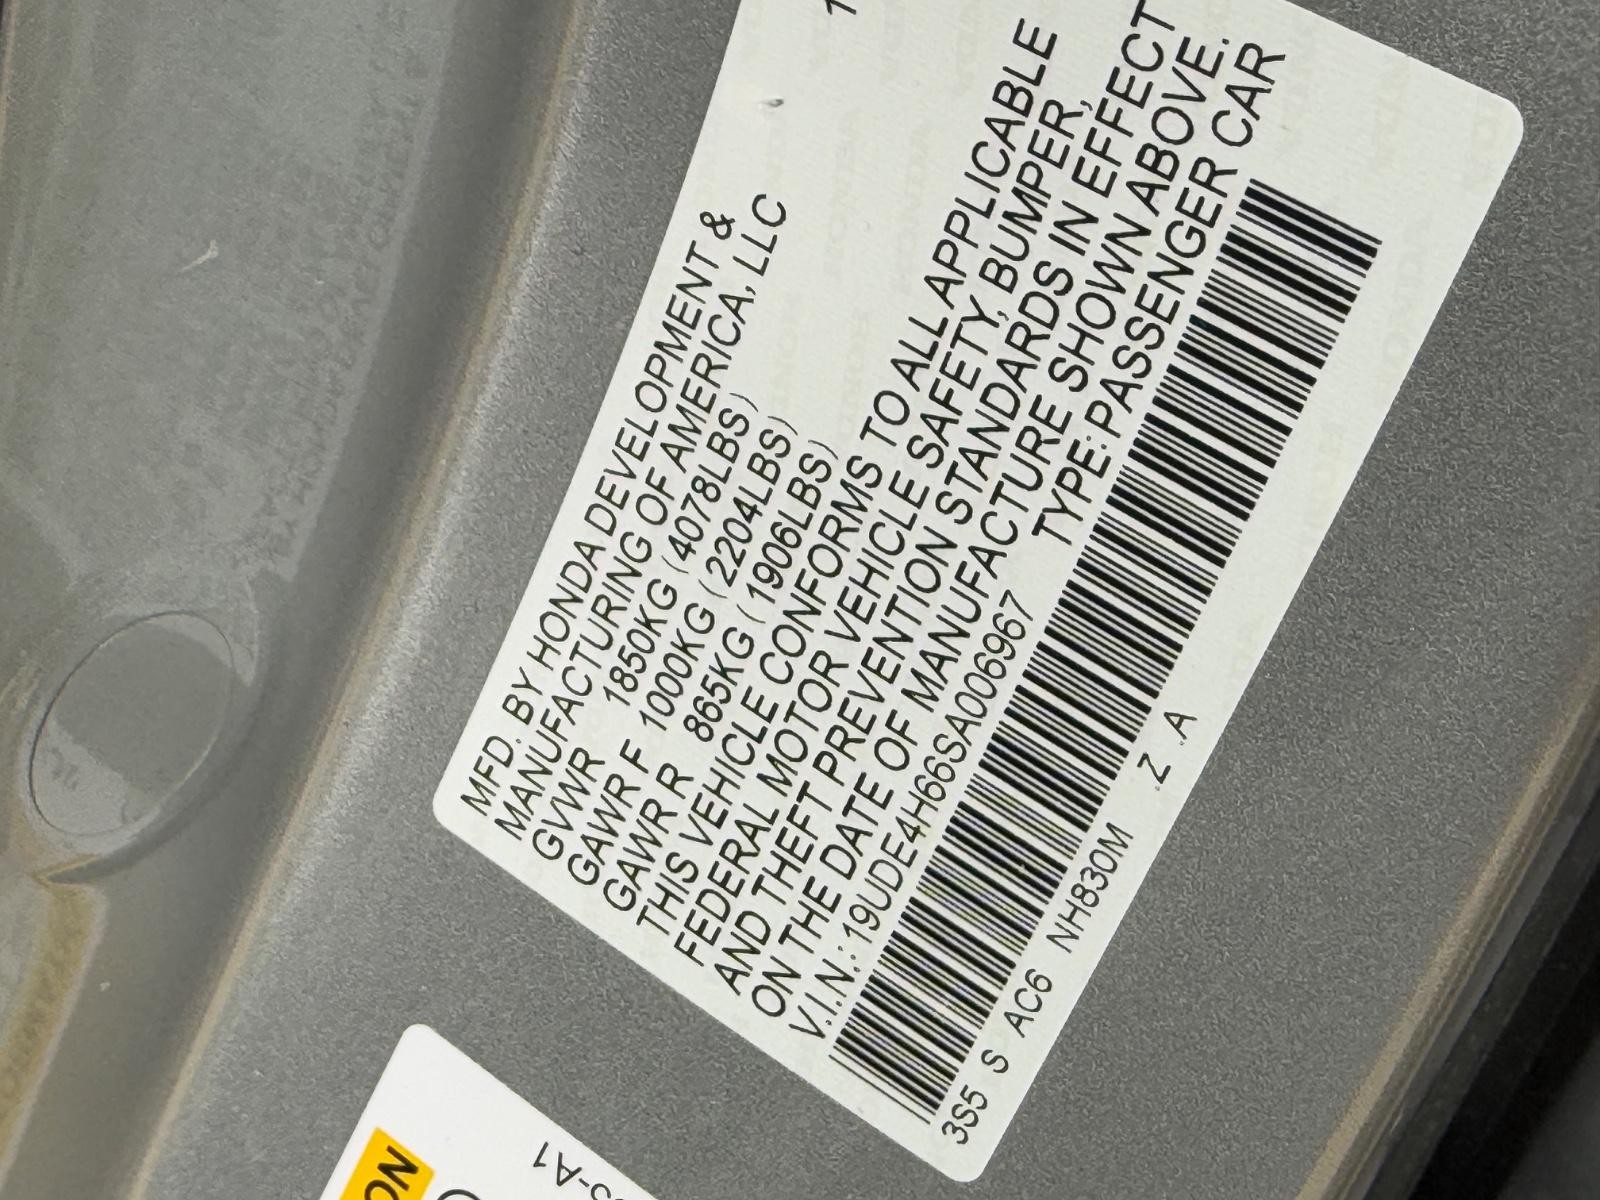 MFD. BY HONDA DEVELOPMENT &
MANUFACTURING OF AMERICA, LLC
GVWR 1850KG (4078LBS)
GAWR F 1000KG (2204LBS)
GAWR R 865KG (1906LBS)
THIS VEHICLE CONFORMS TO ALL APPLICABLE
FEDERAL MOTOR VEHICLE SAFETY, BUMPER,
AND THEFT PREVENTION STANDARDS IN EFFECT
ON THE DATE OF MANUFACTURE SHOWN ABOVE.
V.I.N.: 19UDE4H66SA006967 TYPE: PASSENGER CAR
3S5 S AC6 NH830M Z A
-A1